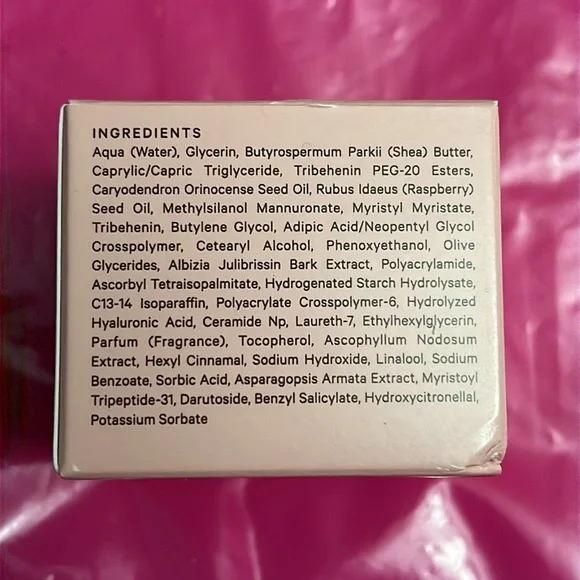 INGREDIENTS
Aqua (Water), Glycerin, Butyrospermum Parkii (Shea) Butter,
Caprylic/Capric Triglyceride, Tribehenin PEG-20 Esters,
Caryodendron Orinocense Seed Oil, Rubus Idaeus (Raspberry)
Seed Oil, Methylsilanol Mannuronate, Myristyl Myristate,
Tribehenin, Butylene Glycol, Adipic Acid/Neopentyl Glycol
Crosspolymer, Cetearyl Alcohol, Phenoxyethanol, Olive
Glycerides, Albizia Julibrissin Bark Extract, Polyacrylamide,
Ascorbyl Tetraisopalmitate, Hydrogenated Starch Hydrolysate,
C13-14 Isoparaffin, Polyacrylate Crosspolymer-6, Hydrolyzed
Hyaluronic Acid, Ceramide Np, Laureth-7, Ethylhexylglycerin,
Parfum (Fragrance), Tocopherol, Ascophyllum Nodosum
Extract, Hexyl Cinnamal, Sodium Hydroxide, Linalool, Sodium
Benzoate, Sorbic Acid, Asparagopsis Armata Extract, Myristoyl
Tripeptide-31, Darutoside, Benzyl Salicylate, Hydroxycitronellal,
Potassium Sorbate